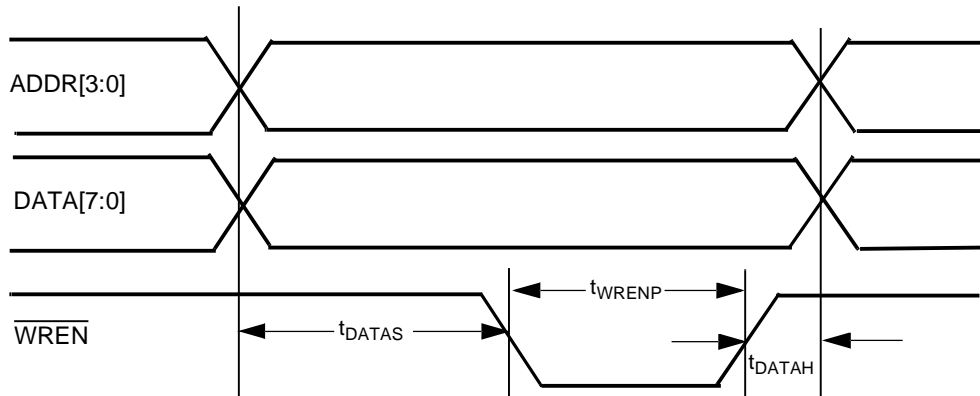 ADDR[3:0]
DATA[7:0]
tWRENP
WREN
tDATAS
tDATAH